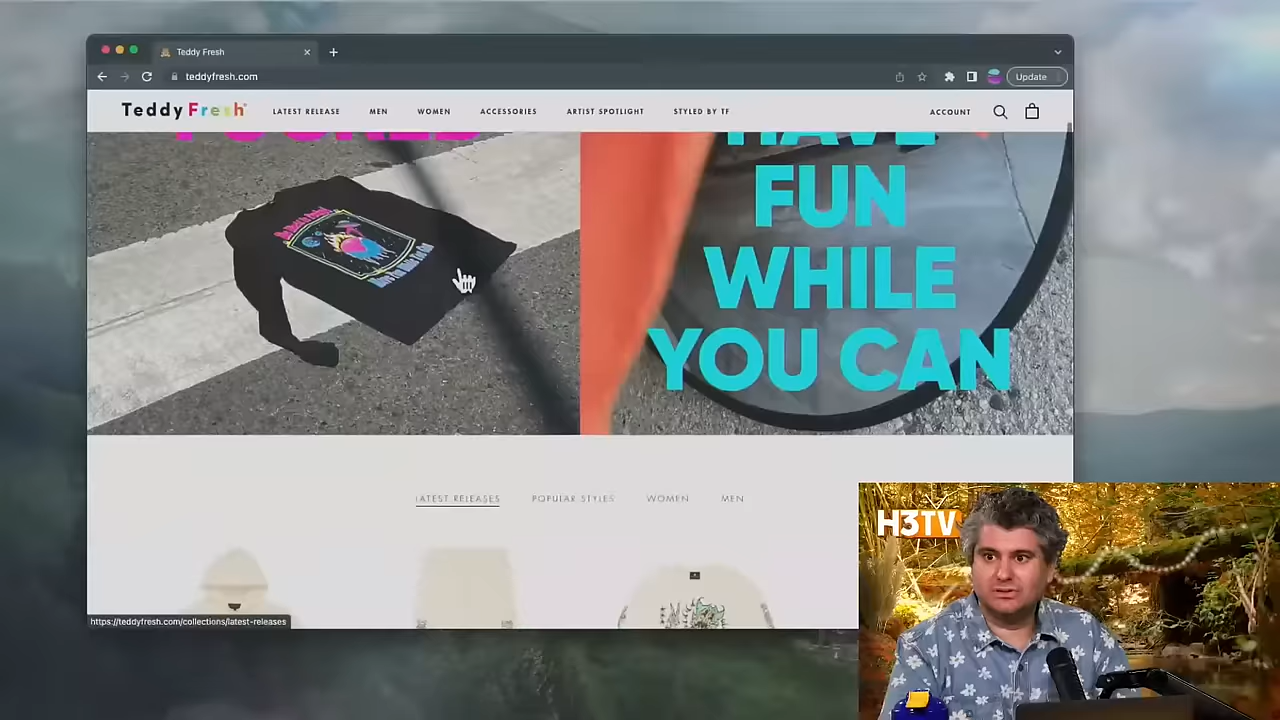 Teddy Fresh
teddyfresh.com
Update
Teddy Fresh
LATEST RELEASE
MEN
WOMEN
ACCESSORIES
ARTIST SPOTLIGHT
STYLED BY TF
ACCOUNT
HAVE
FUN
WHILE
YOU CAN
LATEST RELEASES
POPULAR STYLES
WOMEN
MEN
https://teddyfresh.com/collections/latest-releases
H3TV